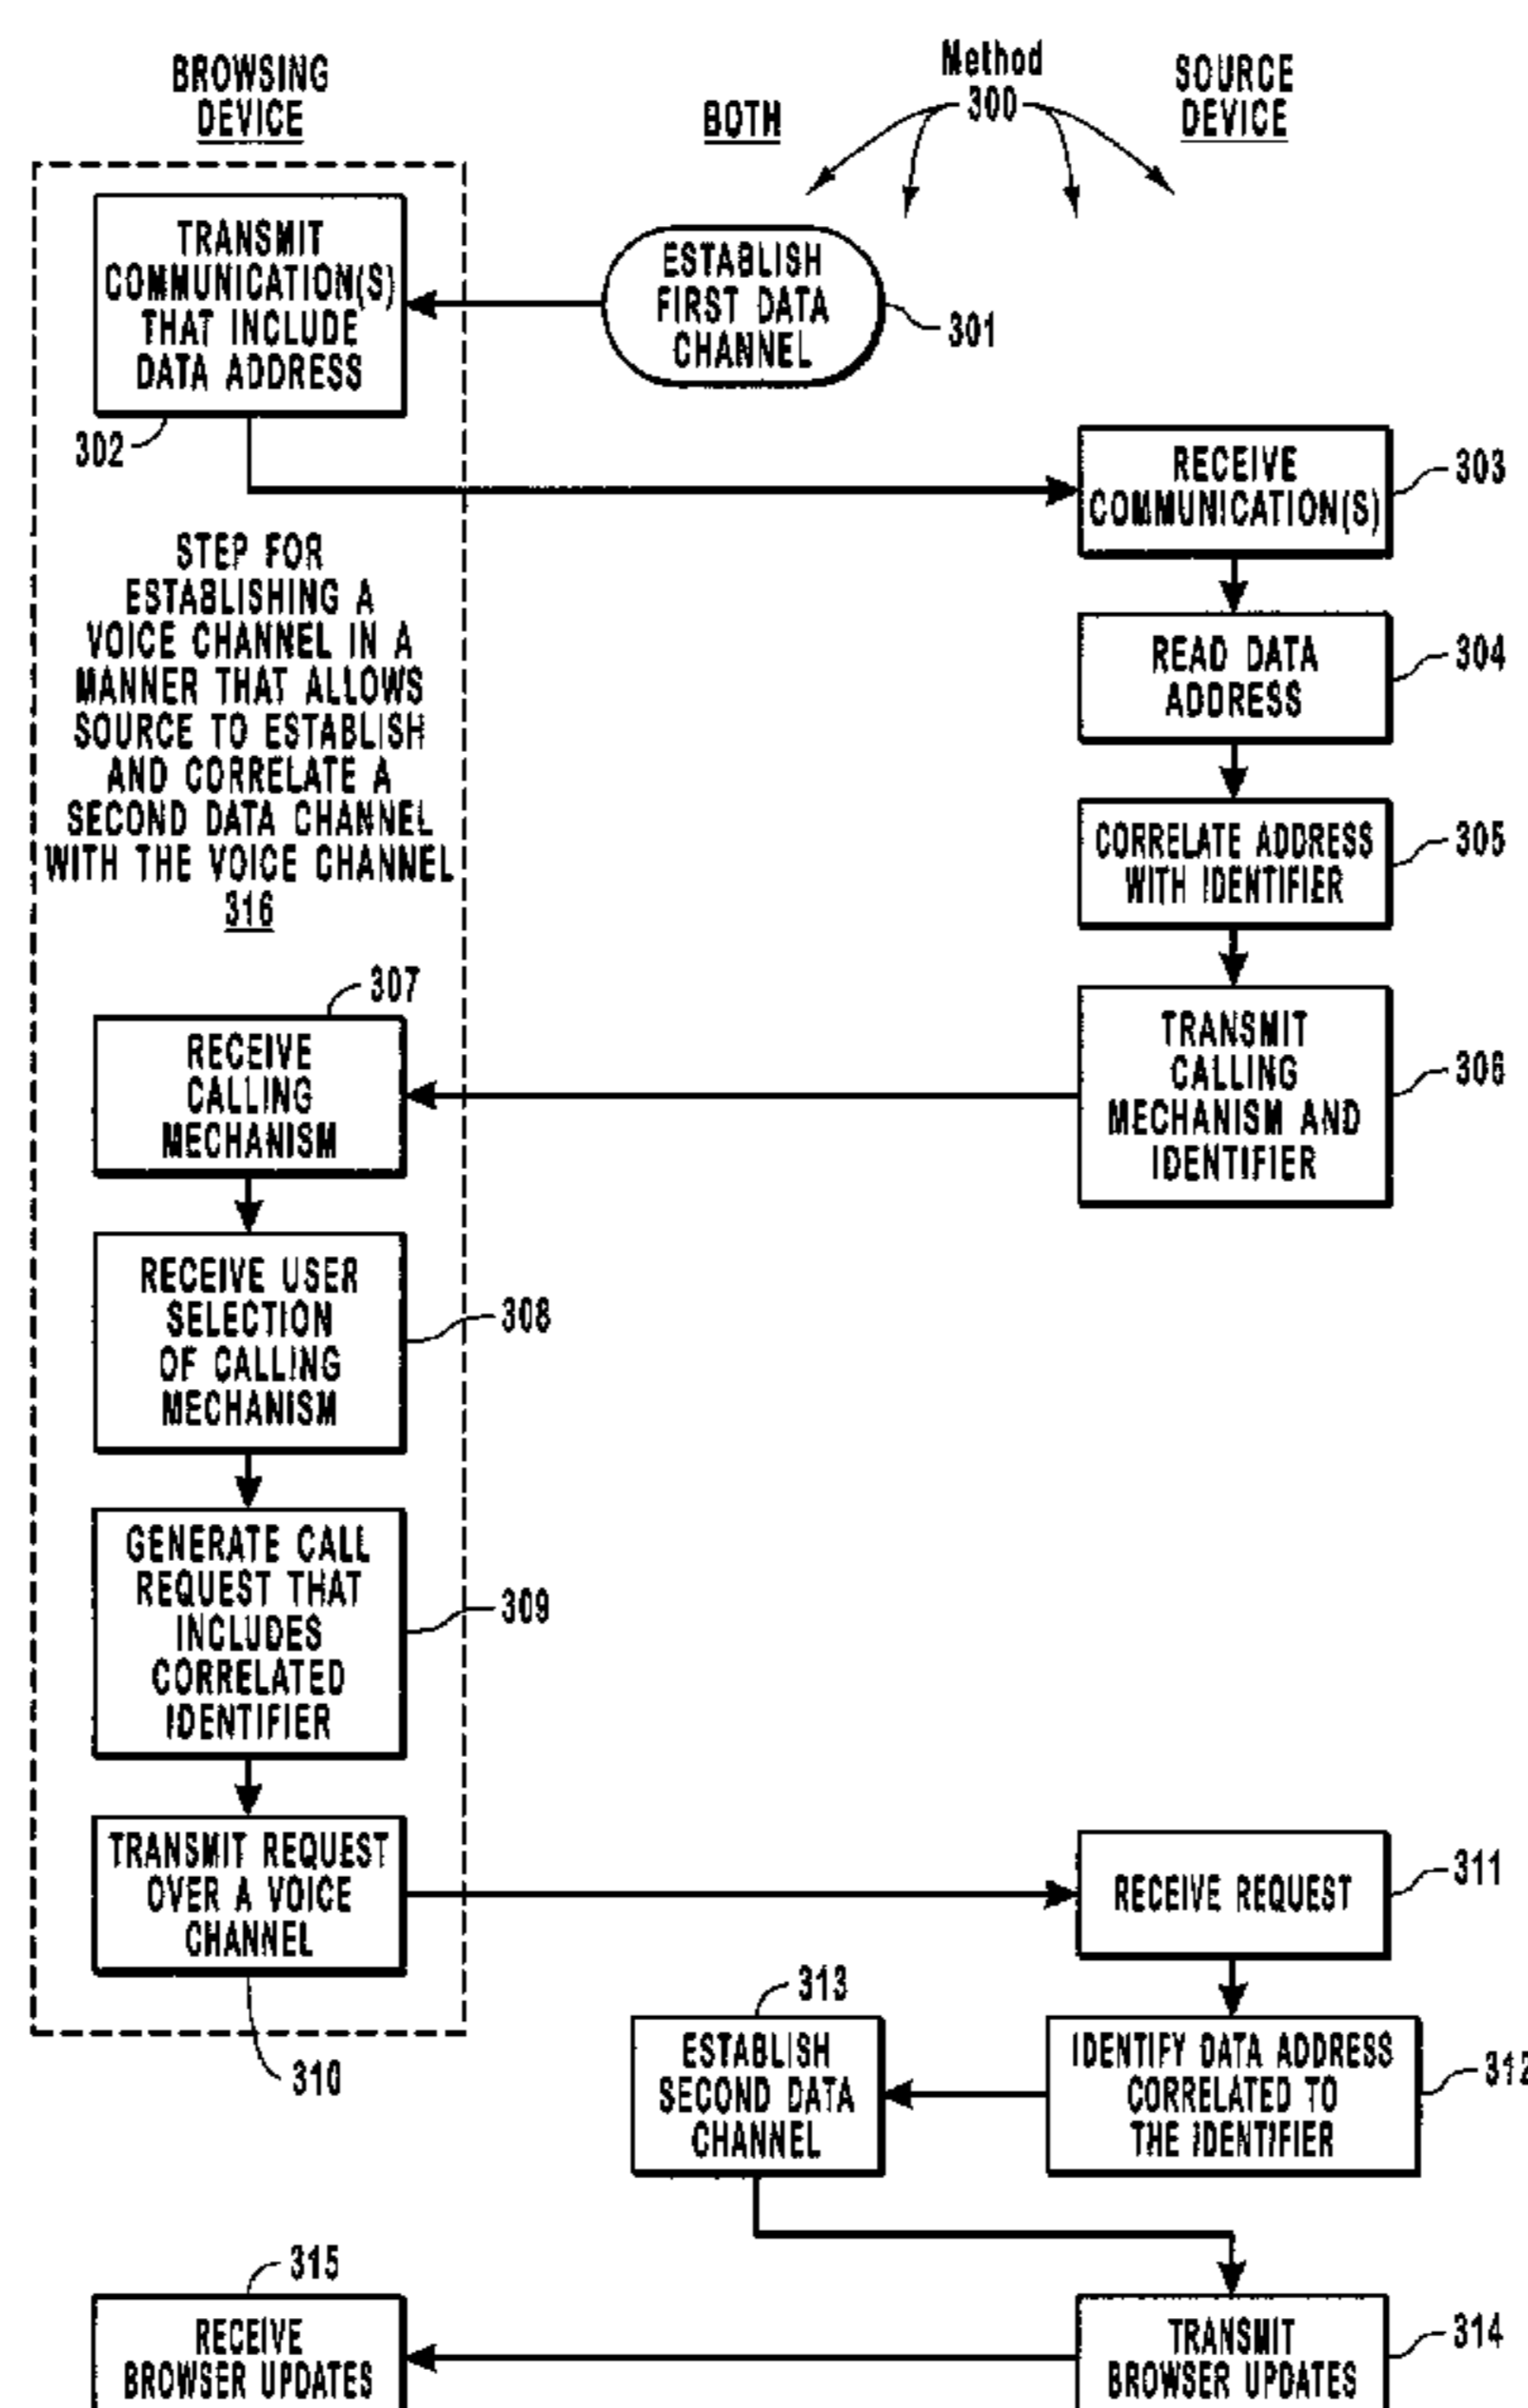 BROWSING
DEVICE
BOTH
Method
300
SOURCE
DEVICE
TRANSMIT
COMMUNICATION(S)
THAT INCLUDE
DATA ADDRESS
302
ESTABLISH
FIRST DATA
CHANNEL
301
RECEIVE
COMMUNICATION(S)
303
READ DATA
ADDRESS
304
CORRELATE ADDRESS
WITH IDENTIFIER
305
TRANSMIT
CALLING
MECHANISM AND
IDENTIFIER
306
STEP FOR
ESTABLISHING A
VOICE CHANNEL IN A
MANNER THAT ALLOWS
SOURCE TO ESTABLISH
AND CORRELATE A
SECOND DATA CHANNEL
WITH THE VOICE CHANNEL
316
307
RECEIVE
CALLING
MECHANISM
RECEIVE USER
SELECTION
OF CALLING
MECHANISM
308
GENERATE CALL
REQUEST THAT
INCLUDES
CORRELATED
IDENTIFIER
309
TRANSMIT REQUEST
OVER A VOICE
CHANNEL
310
RECEIVE REQUEST
311
IDENTIFY DATA ADDRESS
CORRELATED TO
THE IDENTIFIER
312
313
ESTABLISH
SECOND DATA
CHANNEL
TRANSMIT
BROWSER UPDATES
314
315
RECEIVE
BROWSER UPDATES